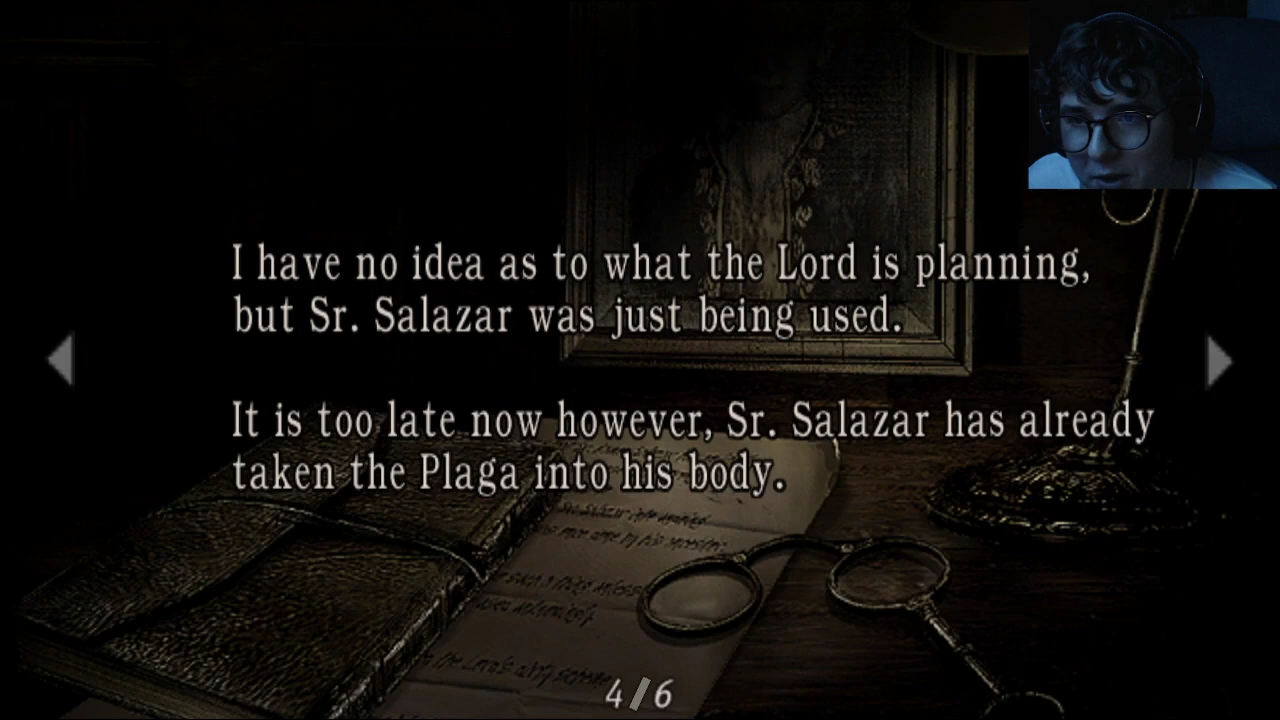 I have no idea as to what the Lord is planning,
but Sr. Salazar was just being used.
It is too late now however, Sr. Salazar has already
taken the Plaga into his body.
4/6